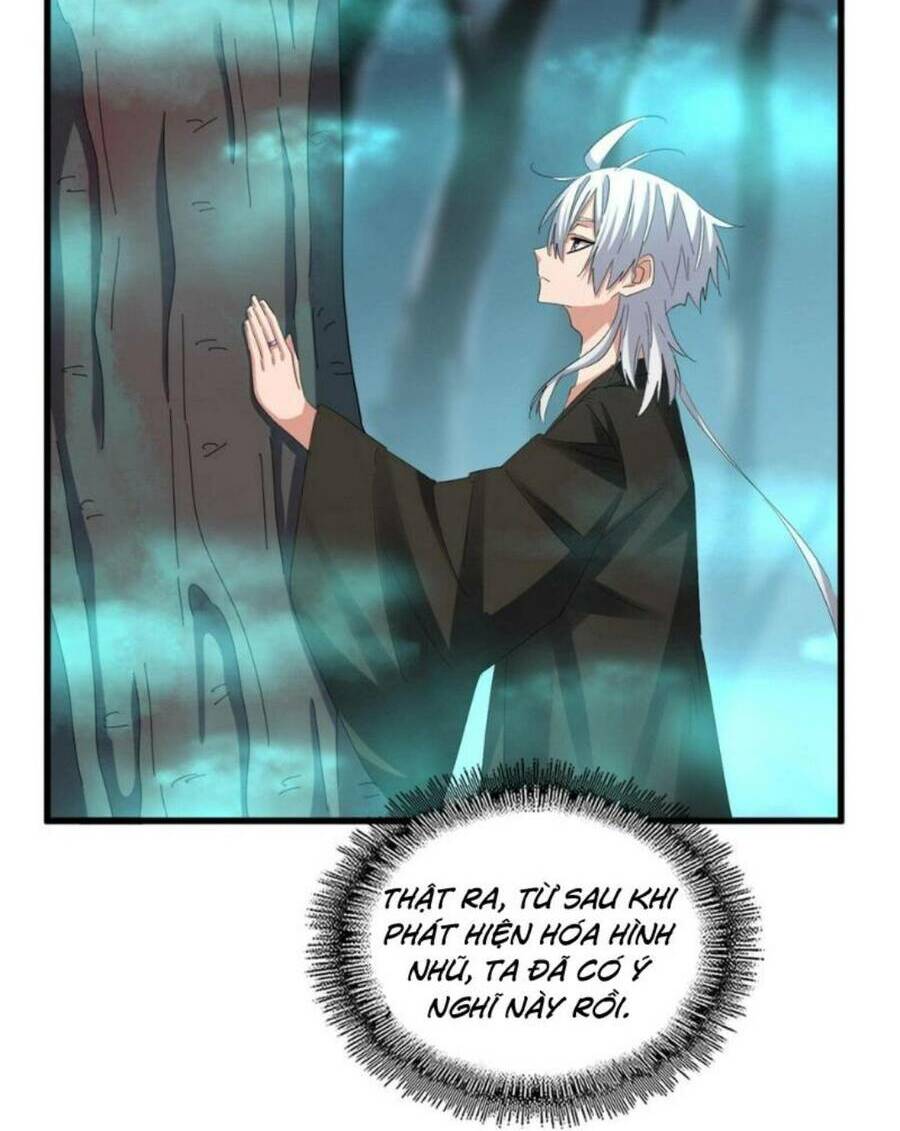 THẬT RA, TỪ SAU KHI
PHÁT HIỆN HÓA HÌNH
NHŨ, TA ĐÃ CÓ Ý
NGHĨ NÀY RỒI.